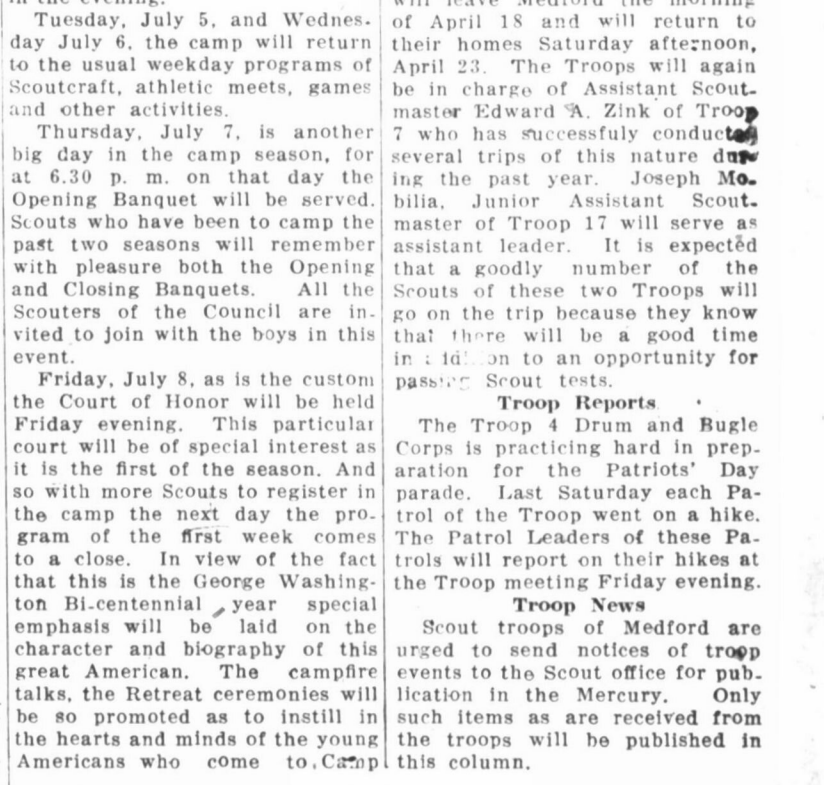 in the evening.
Tuesday, July 5, and Wednes-
day July 6, the camp will return
to the usual weekday programs of
Scoutcraft, athletic meets, games
and other activities.
Thursday, July 7, is another
big day in the camp season, for
at 6.30 p. m. on that day the
Opening Banquet will be served.
Scouts who have been to camp the
past two seasons will remember
with pleasure both the Opening
and Closing Banquets. All the
Scouters of the Council are in-
vited to join with the boys in this
event.
Friday, July 8, as is the custom
the Court of Honor will be held
Friday evening. This particular
court will be of special interest as
it is the first of the season. And
so with more Scouts to register in
the camp the next day the pro-
gram of the first week comes
to a close. In view of the fact
that this is the George Washing-
ton Bi-centennial year special
emphasis will be laid on the
character and biography of this
great American. The campfire
talks, the Retreat ceremonies will
be so promoted as to instill in
the hearts and minds of the young
Americans who come to Camp
will leave Medford the morning
of April 18 and will return to
their homes Saturday afternoon,
April 23. The Troops will again
be in charge of Assistant Scout-
master Edward A. Zink of Troop
7 who has successfuly conducted
several trips of this nature dur-
ing the past year. Joseph Mo-
bilia, Junior Assistant Scout-
master of Troop 17 will serve as
assistant leader. It is expected
that a goodly number of the
Scouts of these two Troops will
go on the trip because they know
that there will be a good time
in addition to an opportunity for
passing Scout tests.
Troop Reports
The Troop 4 Drum and Bugle
Corps is practicing hard in prep-
aration for the Patriots' Day
parade. Last Saturday each Pa-
trol of the Troop went on a hike.
The Patrol Leaders of these Pa-
trols will report on their hikes at
the Troop meeting Friday evening.
Troop News
Scout troops of Medford are
urged to send notices of troop
events to the Scout office for pub-
lication in the Mercury. Only
such items as are received from
the troops will be published in
this column.